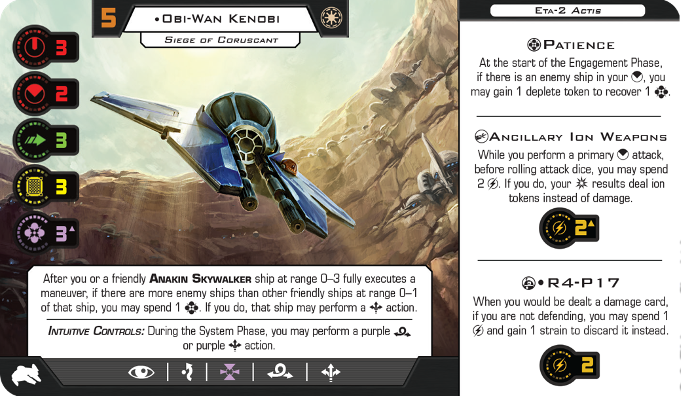 5
•Obi-Wan Kenobi
Siege of Coruscant
3
2
3
3
3
After you or a friendly Anakin Skywalker ship at range 0–3 fully executes a
maneuver, if there are more enemy ships than other friendly ships at range 0–1
of that ship, you may spend 1 . If you do, that ship may perform a action.
Intuitive Controls: During the System Phase, you may perform a purple
or purple action.
Eta-2 Actis
Patience
At the start of the Engagement Phase,
if there is an enemy ship in your , you
may gain 1 deplete token to recover 1 .
Ancillary Ion Weapons
While you perform a primary attack,
before rolling attack dice, you may spend
2 . If you do, your results deal ion
tokens instead of damage.
2
•R4-P17
When you would be dealt a damage card,
if you are not defending, you may spend 1
and gain 1 strain to discard it instead.
2